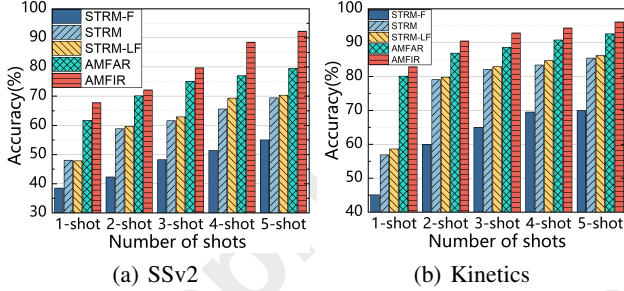 100
90
80
70
60
50
40
30
Accuracy(%)
STRM-F
STRM
STRM-LF
AMFAR
AMFIR
1-shot 2-shot 3-shot 4-shot 5-shot
Number of shots
(a) SSv2
100
90
80
70
60
50
40
Accuracy(%)
STRM-F
STRM
STRM-LF
AMFAR
AMFIR
1-shot 2-shot 3-shot 4-shot 5-shot
Number of shots
(b) Kinetics